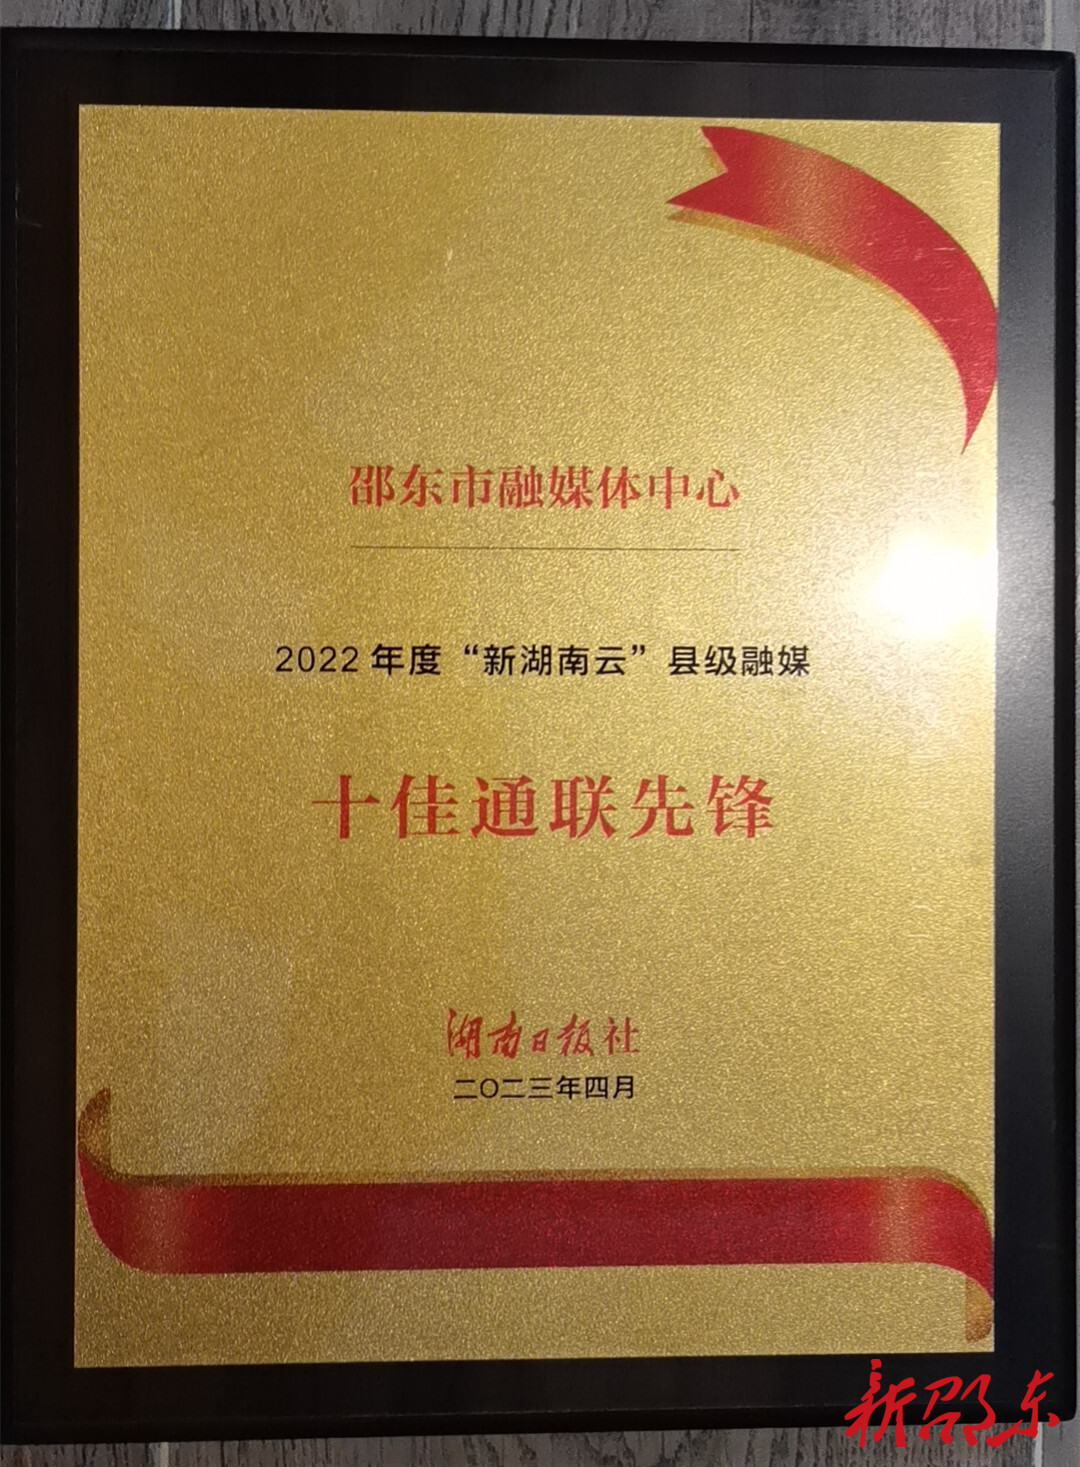 邵东市融媒体中心
2022年度“新湖南云”县级融媒
十佳通联先锋
湖南日报社
二〇二三年四月
新邵东